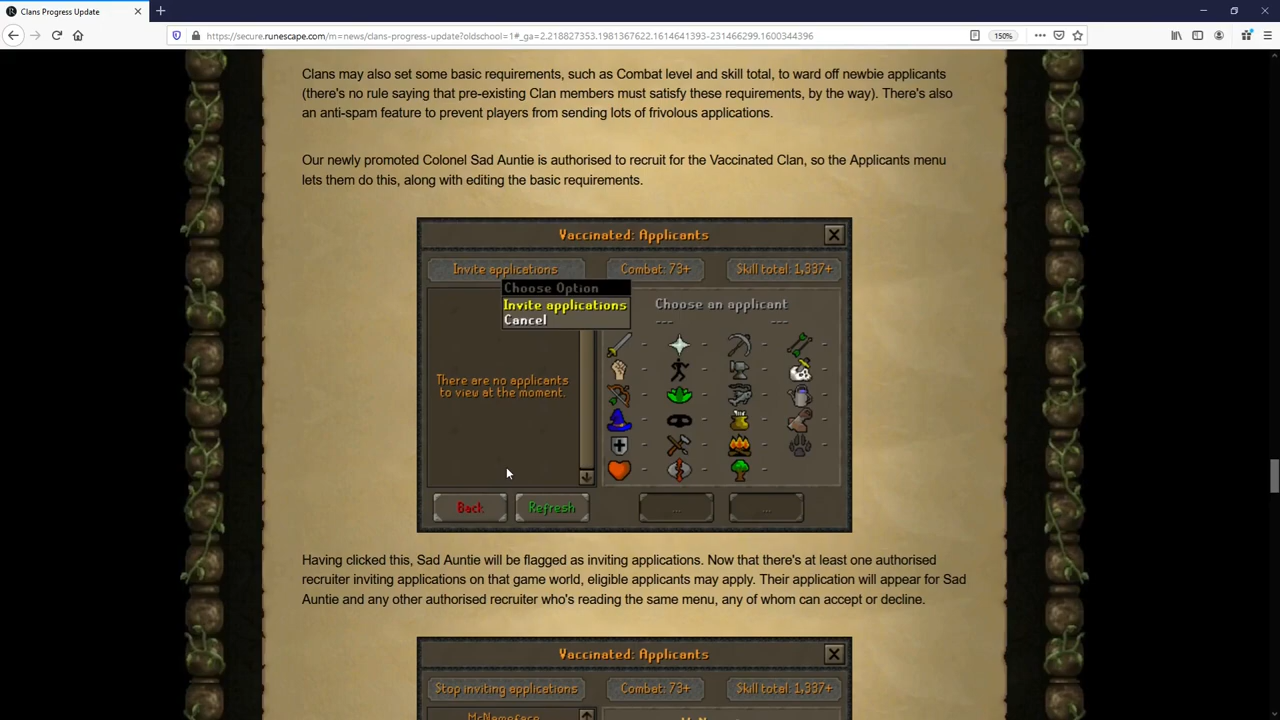 Clans Progress Update
https://secure.runescape.com/m=news/clans-progress-update?oldschool=1#_ga=2.218827353.1981367622.1614641393-231466299.1600344396
150%
Clans may also set some basic requirements, such as Combat level and skill total, to ward off newbie applicants
(there's no rule saying that pre-existing Clan members must satisfy these requirements, by the way). There's also
an anti-spam feature to prevent players from sending lots of frivolous applications.
Our newly promoted Colonel Sad Auntie is authorised to recruit for the Vaccinated Clan, so the Applicants menu
lets them do this, along with editing the basic requirements.
Vaccinated: Applicants
Invite applications
Combat: 73+
Skill total: 1,337+
Choose Option
Invite applications
Cancel
Choose an applicant
---
---
There are no applicants
to view at the moment.
Back
Refresh
...
...
Having clicked this, Sad Auntie will be flagged as inviting applications. Now that there's at least one authorised
recruiter inviting applications on that game world, eligible applicants may apply. Their application will appear for Sad
Auntie and any other authorised recruiter who's reading the same menu, any of whom can accept or decline.
Vaccinated: Applicants
Stop inviting applications
Combat: 73+
Skill total: 1,337+